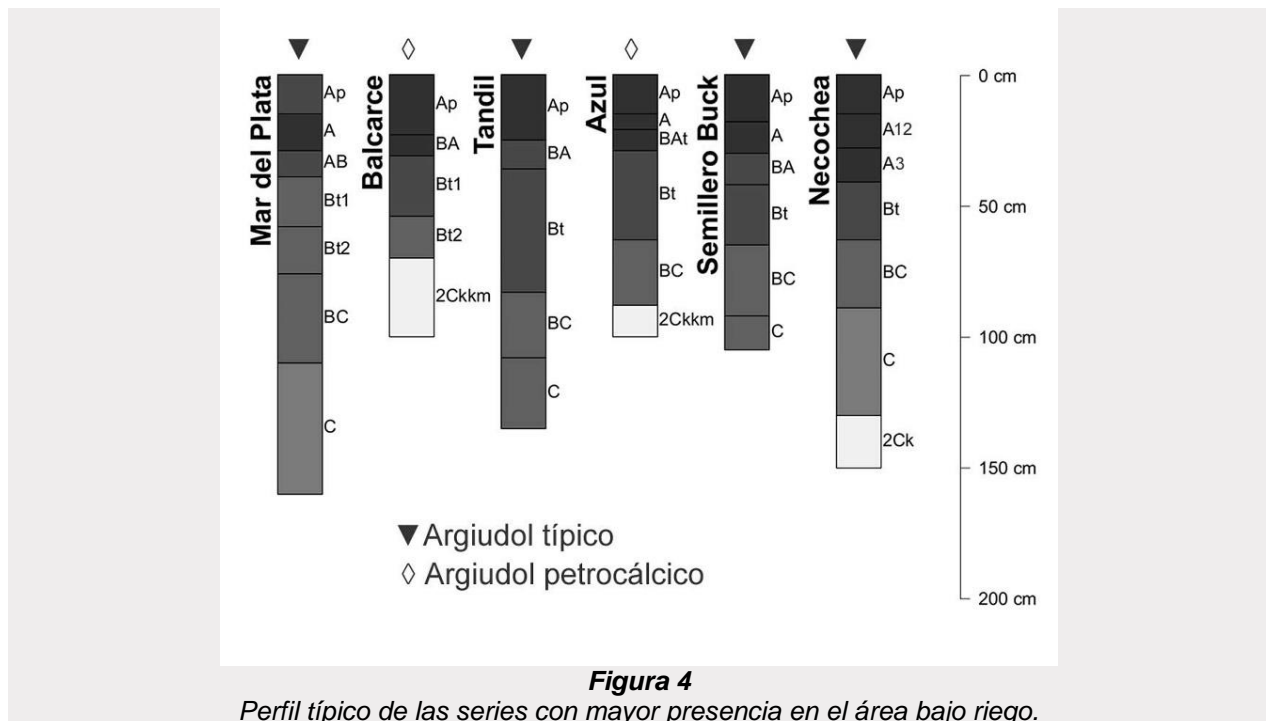 Mar del Plata
Ap
A
AB
Bt1
Bt2
BC
C
Balcarce
Ap
BA
Bt1
Bt2
2Ckkm
Tandil
Ap
BA
Bt
BC
C
Azul
Ap
A
BAt
Bt
BC
2Ckkm
Semillero Buck
Ap
A
BA
Bt
BC
C
Necochea
Ap
A12
A3
Bt
BC
C
2Ck
0 cm
50 cm
100 cm
150 cm
200 cm
▼ Argiudol típico
◊ Argiudol petrocálcico
Figura 4
Perfil típico de las series con mayor presencia en el área bajo riego.